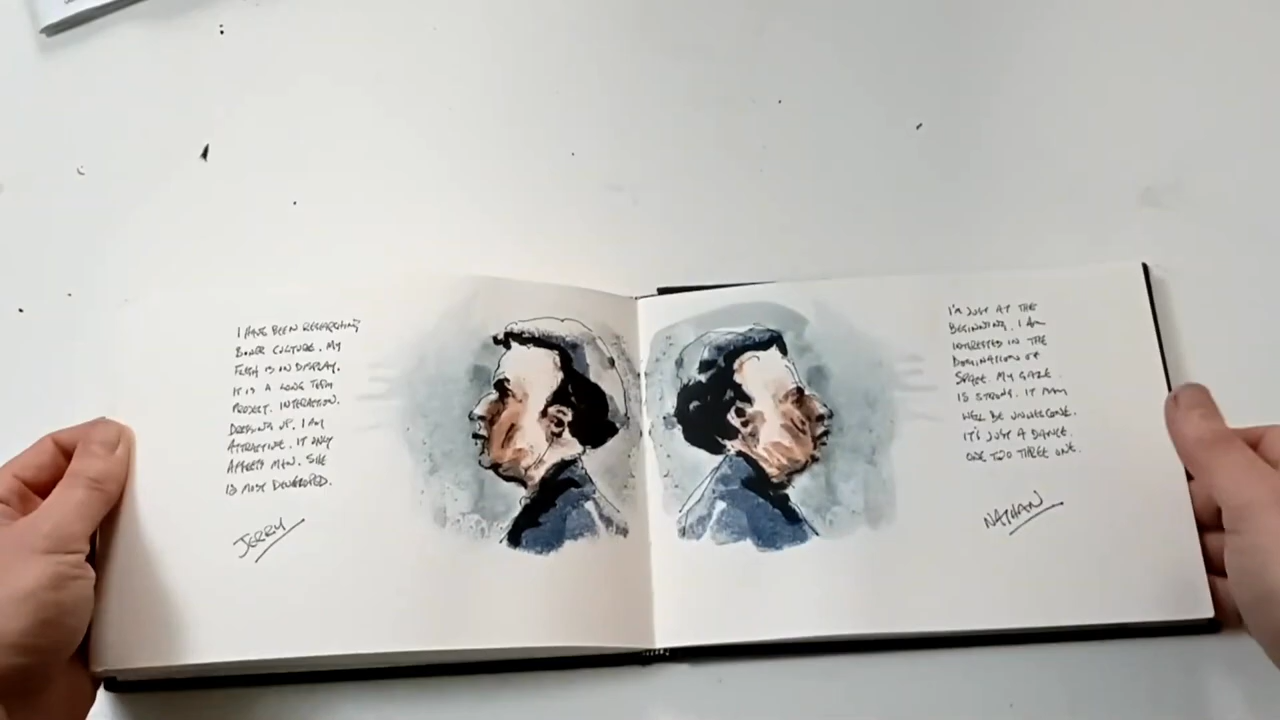 I HAVE BEEN RESEARCHING
BONER CULTURE. MY
FLESH IS ON DISPLAY.
IT IS A LONG TERM
PROJECT. INTERACTION.
DRESSING UP. I AM
ATTRACTIVE. IT ONLY
AFFECTS MEN. SHE
IS MOST DEVELOPED.
JERRY
I'M JUST AT THE
BEGINNING. I AM
INTERESTED IN THE
DOMINATION OF
SPACE. MY GAZE
IS STRONG. IT MAY
WELL BE UNWELCOME.
IT'S JUST A DANCE.
ONE TWO THREE ONE.
NATHAN